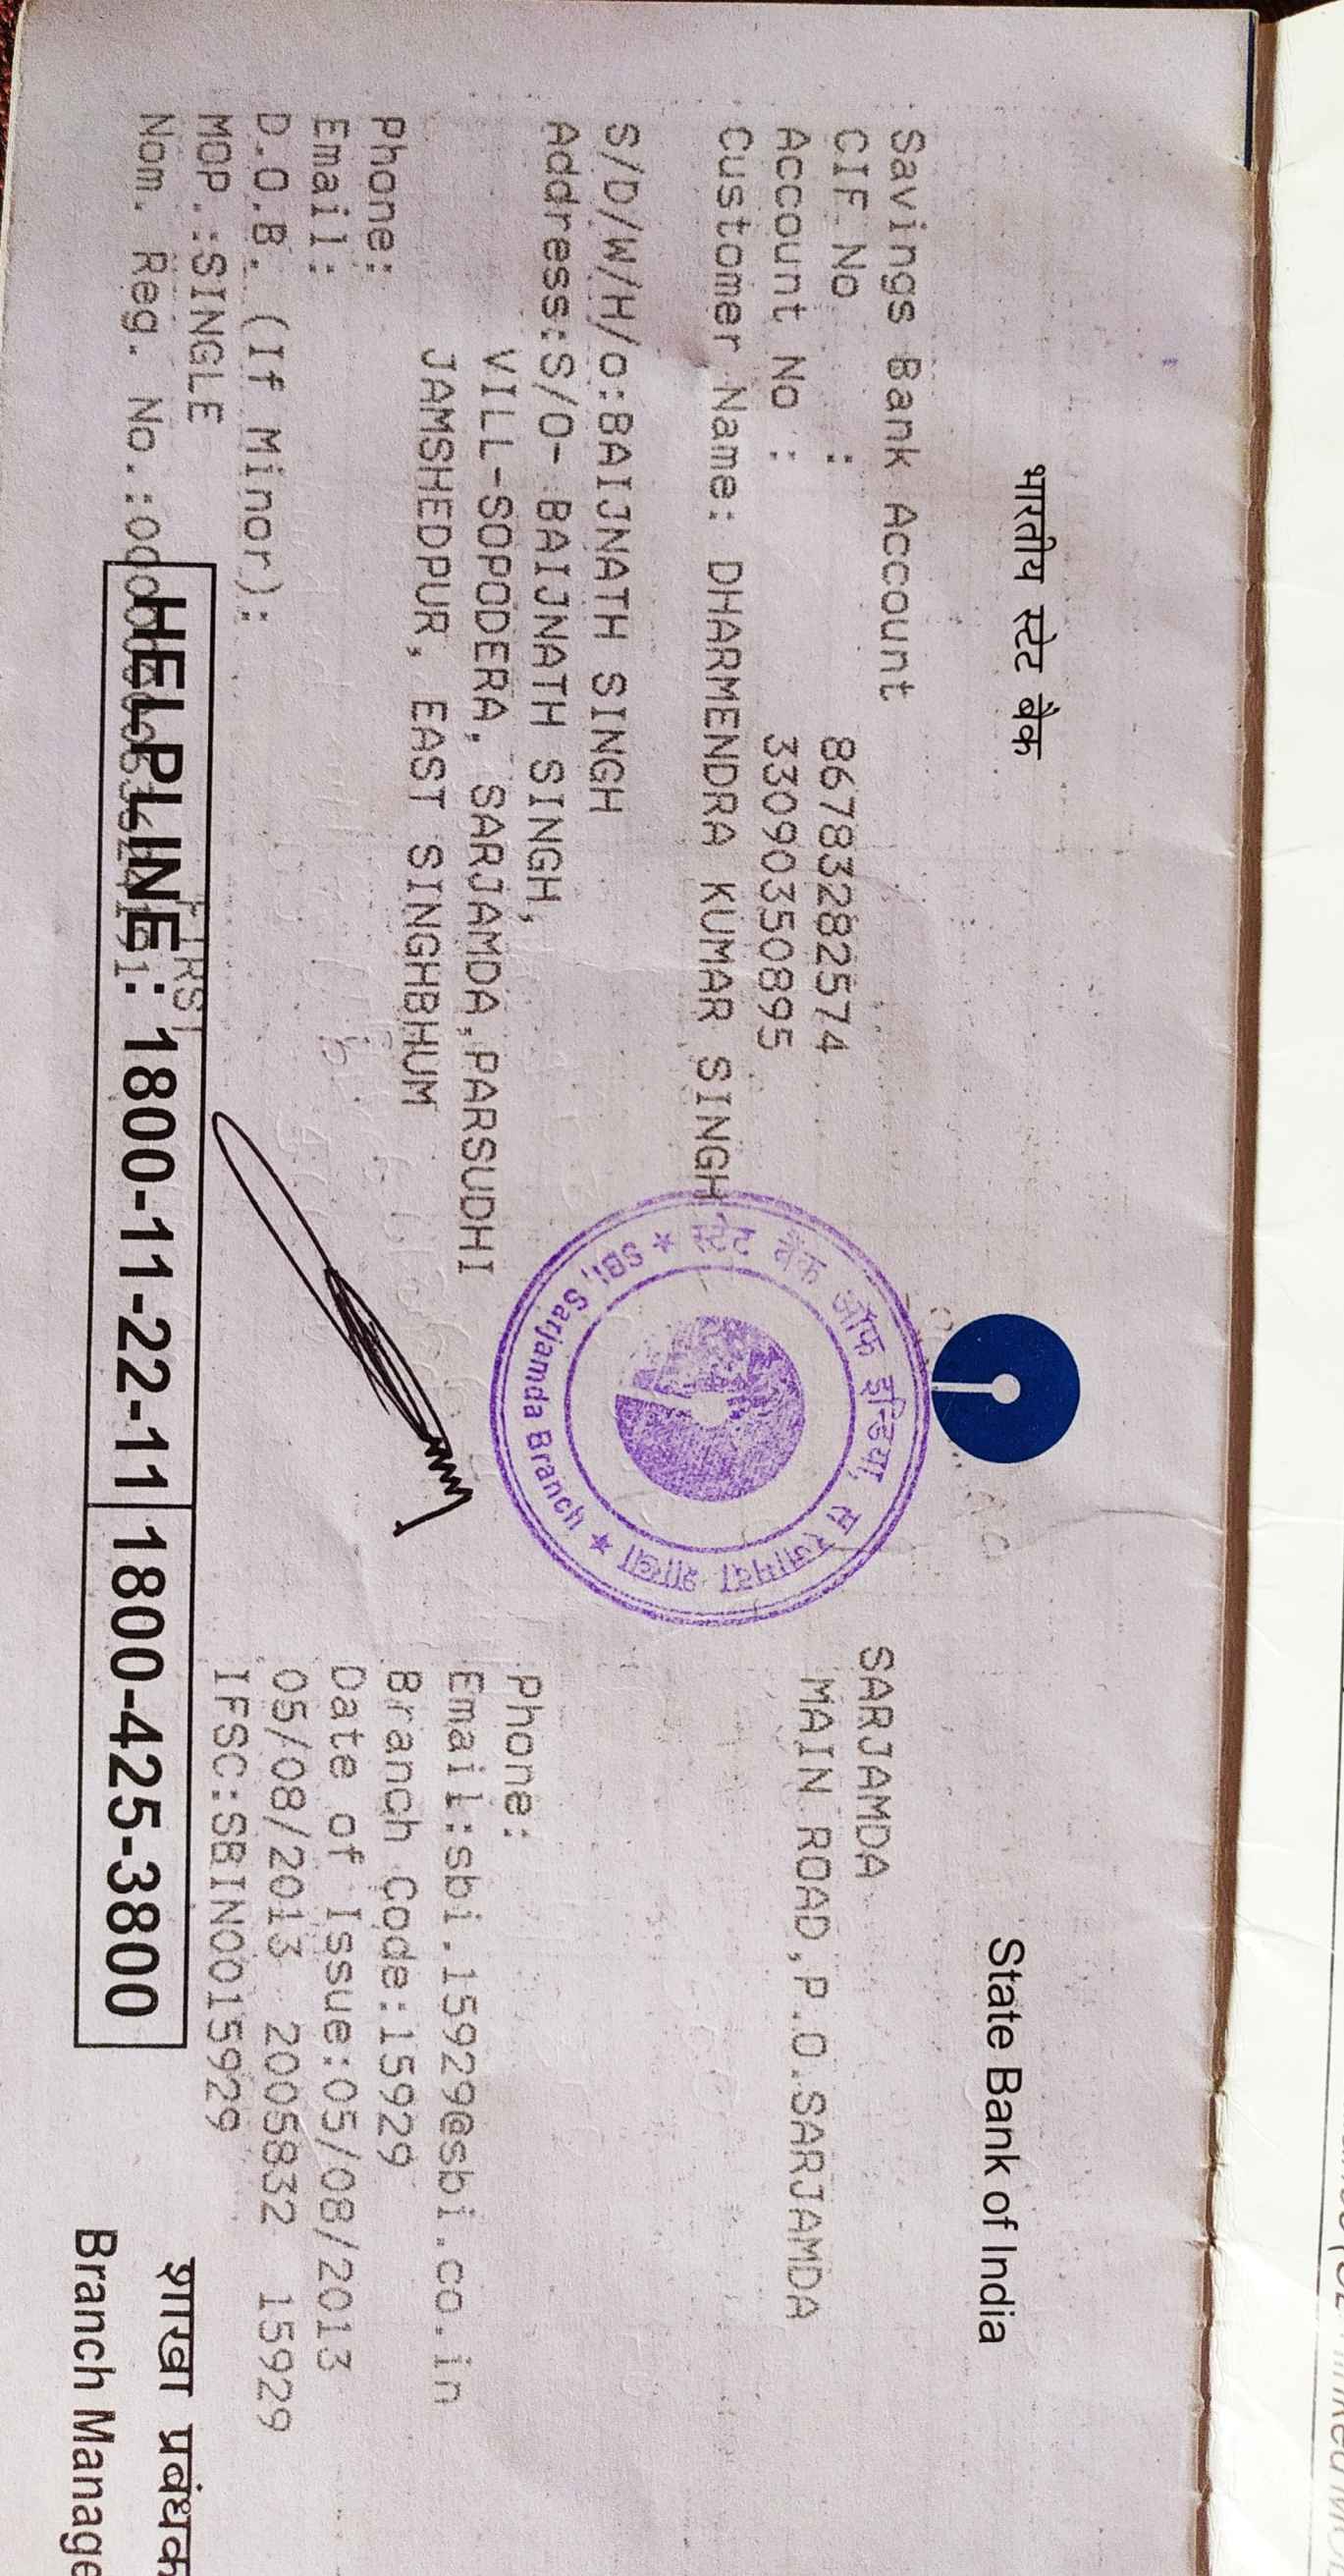 भारतीय स्टेट बैंक
State Bank of India
Savings Bank Account
CIF No : 86783282574
Account No : 33090350895
Customer Name: DHARMENDRA KUMAR SINGH
S/D/W/H/o:BAIJNATH SINGH
Address:S/O- BAIJNATH SINGH,
VILL-SOPODERA, SARJAMDA,PARSUDHI
JAMSHEDPUR, EAST SINGHBHUM
Phone:
Email:
D.O.B. (If Minor):
MOP.:SINGLE
Nom. Reg. No.:
SARJAMDA
MAIN ROAD,P.O.SARJAMDA
Phone:
Email:sbi.15929@sbi.co.in
Branch Code:15929
Date of Issue:05/08/2013
05/08/2013 2005832 15929
IFSC:SBIN0015929
स्टेट बैंक ऑफ इन्डिया, सरजामदा शाखा
SBI, Sarjamda Branch
HELPLINE: 1800-11-22-11 1800-425-3800
शाखा प्रबंधक
Branch Manage